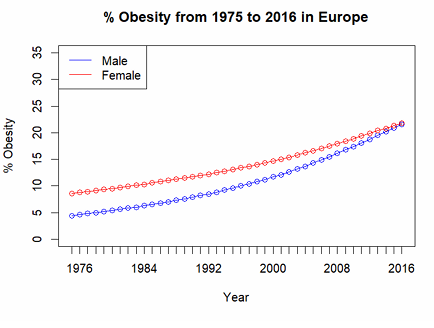 % Obesity from 1975 to 2016 in Europe
Male
Female
% Obesity
35
30
25
20
15
10
5
0
1976 1984 1992 2000 2008 2016
Year